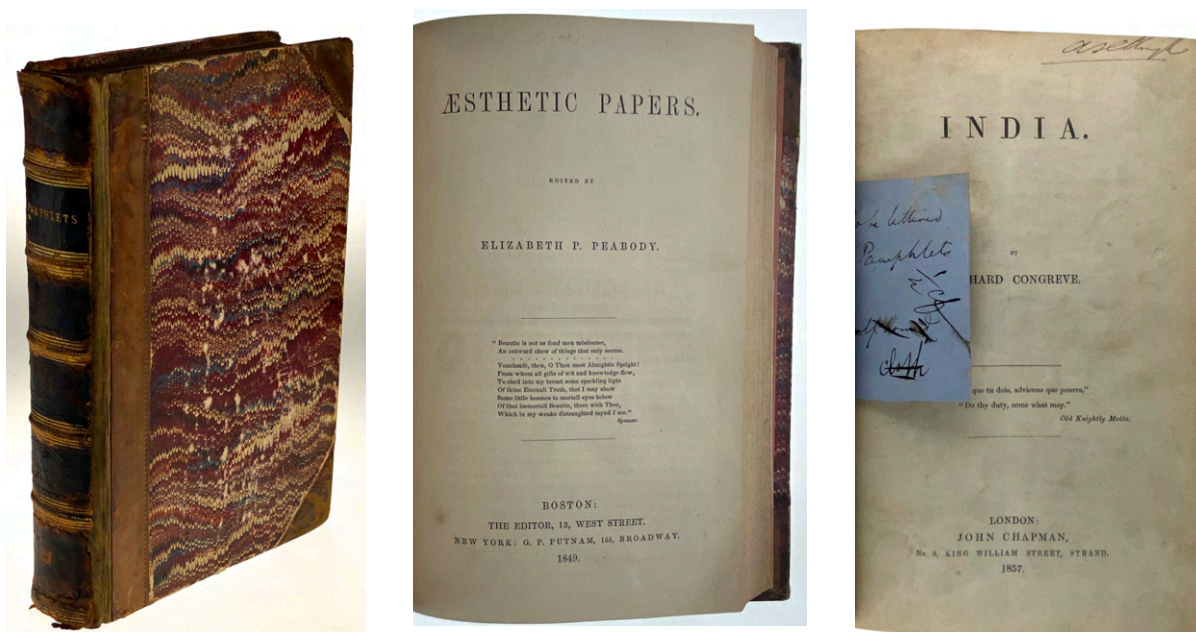 PAMPHLETS
ÆSTHETIC PAPERS.
EDITED BY
ELIZABETH P. PEABODY.
"Beautie is not as fond men misdeeme,
An outward shew of things that only seeme.
Vouchsafe, then, O Thou most Almightie Spright!
From whom all gifts of wit and knowledge flow,
To shed into my breast some sparkling light
Of thine Eternall Truth, that I may show
Some little beames to mortall eyes below
Of that immortall Beautie, there with Thee,
Which in my weake distraughted mynd I see."
Spenser.
BOSTON:
THE EDITOR, 13, WEST STREET.
NEW YORK: G. P. PUTNAM, 155, BROADWAY.
1849.
INDIA.
BY
HARD CONGREVE.
que tu dois, advienne que pourra,"
"Do thy duty, come what may."
Old Knightly Motto.
LONDON:
JOHN CHAPMAN,
No. 8, KING WILLIAM STREET, STRAND.
1857.
be lettered
Pamphlets
cloth